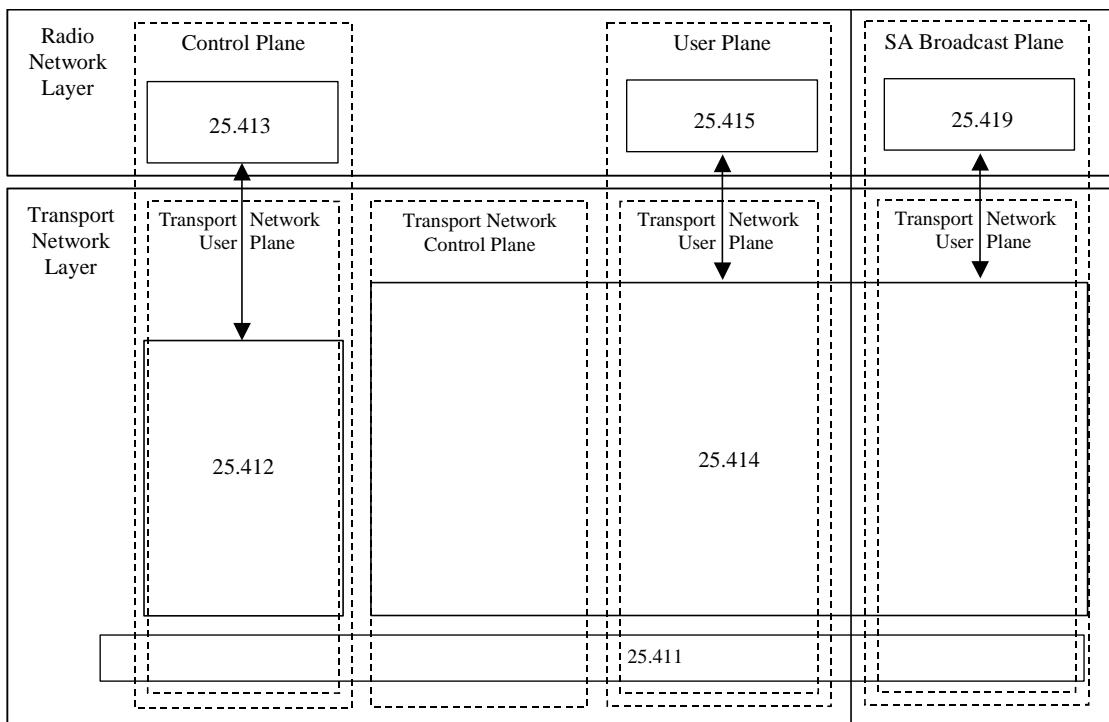 Radio
Network
Layer
Control Plane
User Plane
SA Broadcast Plane
25.413
25.415
25.419
Transport
Network
Layer
Transport Network
User Plane
Transport Network
Control Plane
Transport Network
User Plane
Transport Network
User Plane
25.412
25.414
25.411